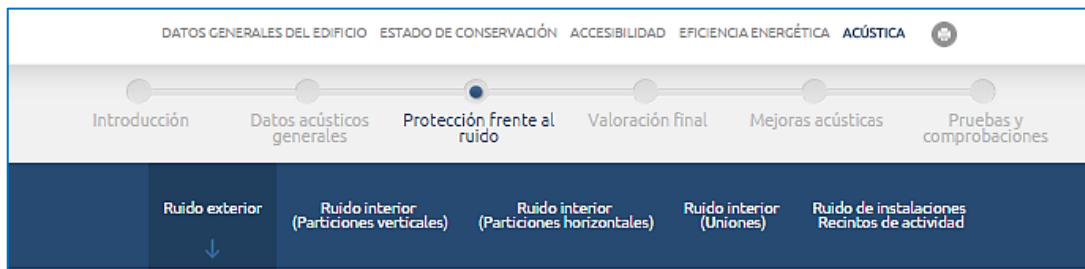 DATOS GENERALES DEL EDIFICIO ESTADO DE CONSERVACIÓN ACCESIBILIDAD EFICIENCIA ENERGÉTICA ACÚSTICA
Introducción
Datos acústicos
generales
Protección frente al
ruido
Valoración final
Mejoras acústicas
Pruebas y
comprobaciones
Ruido exterior
Ruido interior
(Particiones verticales)
Ruido interior
(Particiones horizontales)
Ruido interior
(Uniones)
Ruido de instalaciones
Recintos de actividad